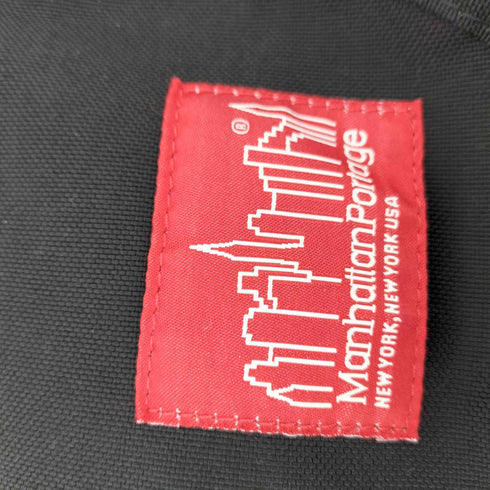 ®
ManhattanPortage
NEW YORK, NEW YORK USA